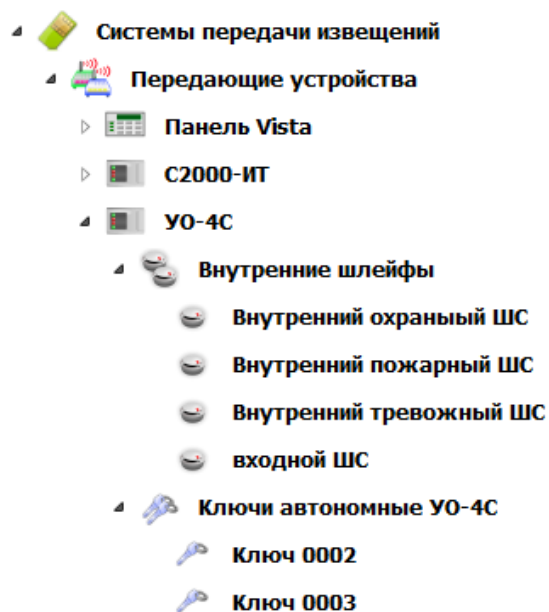 Системы передачи извещений
Передающие устройства
Панель Vista
С2000-ИТ
УО-4С
Внутренние шлейфы
Внутренний охраныый ШС
Внутренний пожарный ШС
Внутренний тревожный ШС
входной ШС
Ключи автономные УО-4С
Ключ 0002
Ключ 0003